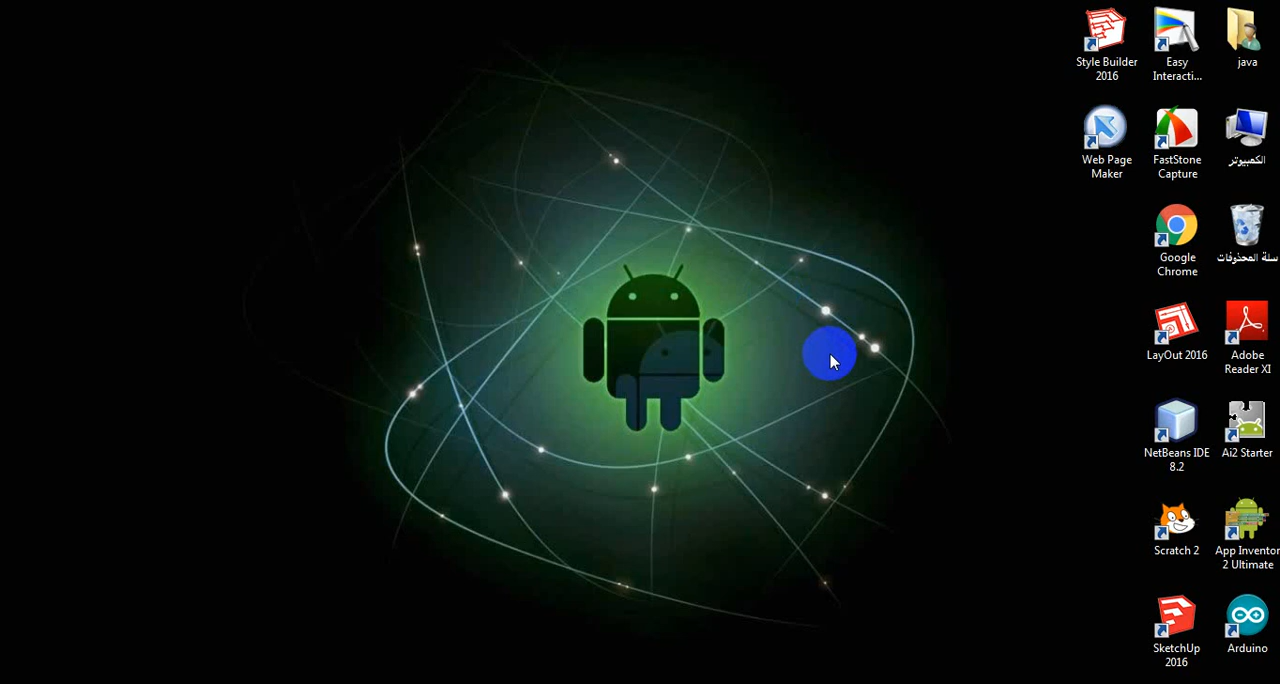 Style Builder
2016
Easy
Interacti...
java
Web Page
Maker
FastStone
Capture
الكمبيوتر
Google
Chrome
سلة المحذوفات
LayOut 2016
Adobe
Reader XI
NetBeans IDE
8.2
Ai2 Starter
Scratch 2
App Inventor
2 Ultimate
SketchUp
2016
Arduino